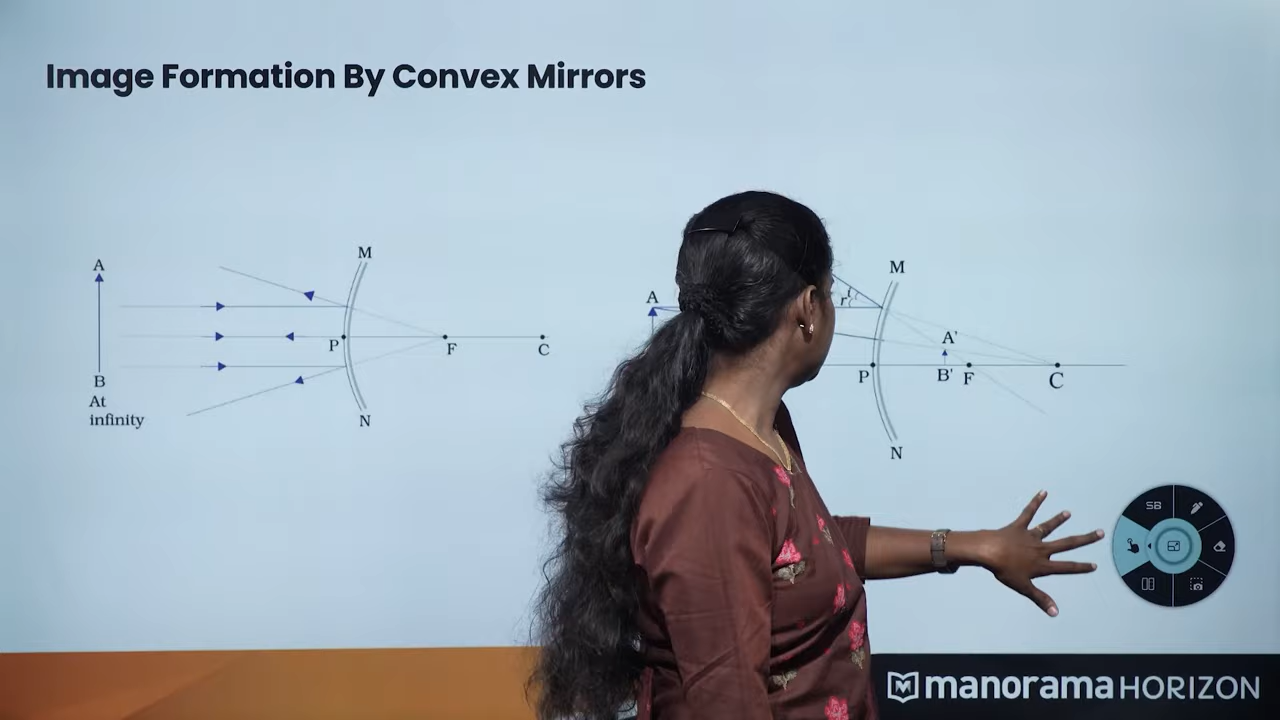 Image Formation By Convex Mirrors
A
B
At
infinity
M
P
F
C
N
A
r
M
P
A'
B'
F
C
N
SB
manorama HORIZON